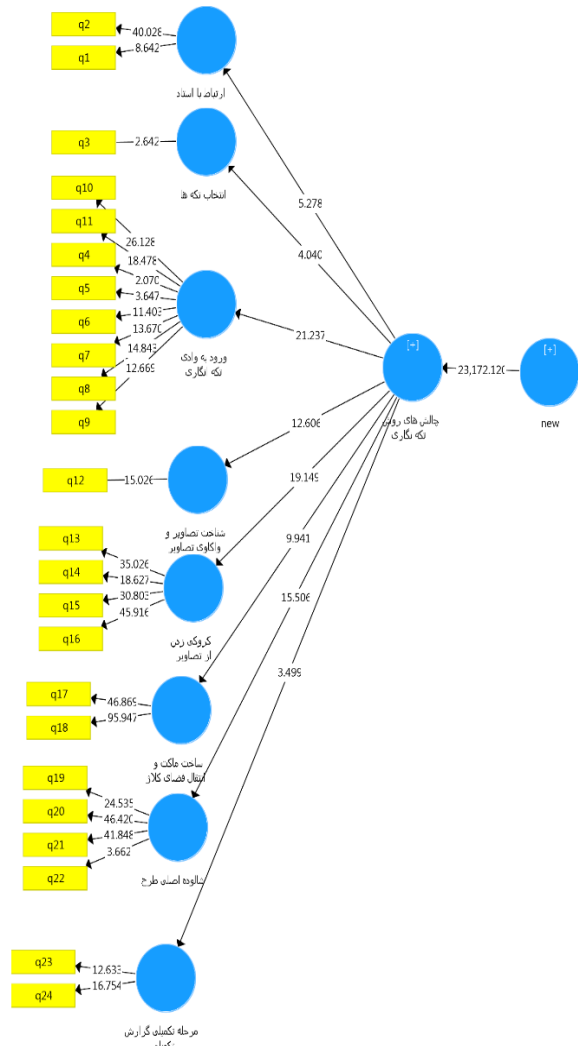 q2
40.028
q1
8.642
ارتباط با استاد
q3
2.642
انتخاب تکه ها
5.278
4.040
q10
q11
q4
q5
q6
q7
q8
q9
26.128
18.478
2.070
3.647
11.403
13.670
14.843
12.669
ورود به وادی
تکه نگاری
21.237
[+]
چالش های روش
تکه نگاری
23,172.120
[+]
new
12.606
q12
15.026
شناخت تصاویر و
واکاوی تصاویر
19.149
q13
q14
q15
q16
35.026
18.627
30.803
45.916
کروکی زدن
از تصاویر
9.941
q17
46.869
q18
95.947
ساخت ماکت و
انتقال فضای کلاژ
15.506
q19
q20
q21
q22
24.535
46.420
41.848
3.662
شالوده اصلی طرح
3.499
q23
12.633
q24
16.754
مرحله تکمیلی گزارش